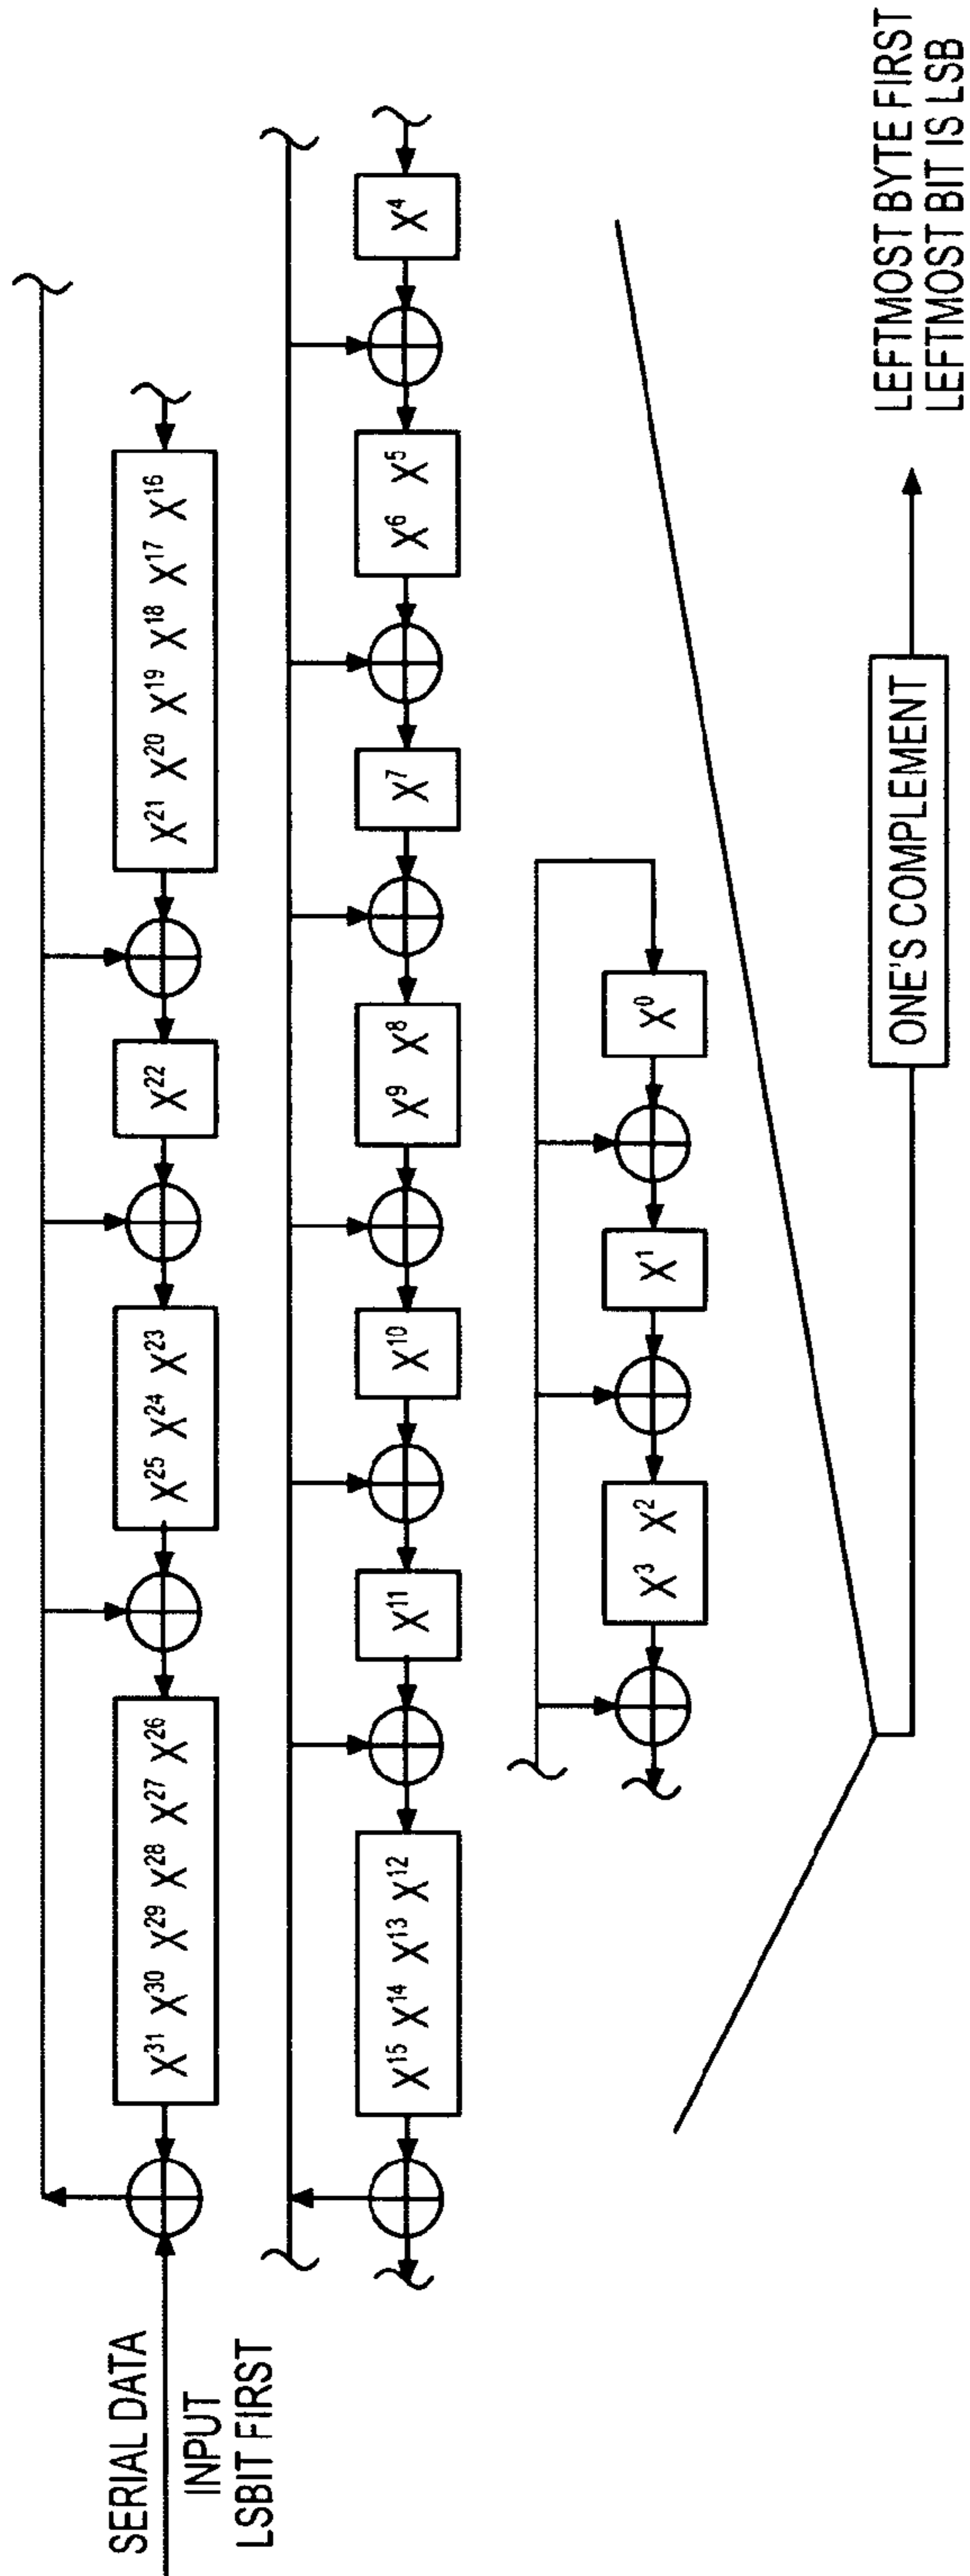 SERIAL DATA
INPUT
LSBIT FIRST
X³¹ X³⁰ X²⁹ X²⁸ X²⁷ X²⁶
X²⁵ X²⁴ X²³
X²²
X²¹ X²⁰ X¹⁹ X¹⁸ X¹⁷ X¹⁶
X¹⁵ X¹⁴ X¹³ X¹²
X¹¹
X¹⁰
X⁹ X⁸
X⁷
X⁶ X⁵
X⁴
X³ X²
X¹
X⁰
ONE'S COMPLEMENT
LEFTMOST BYTE FIRST
LEFTMOST BIT IS LSB